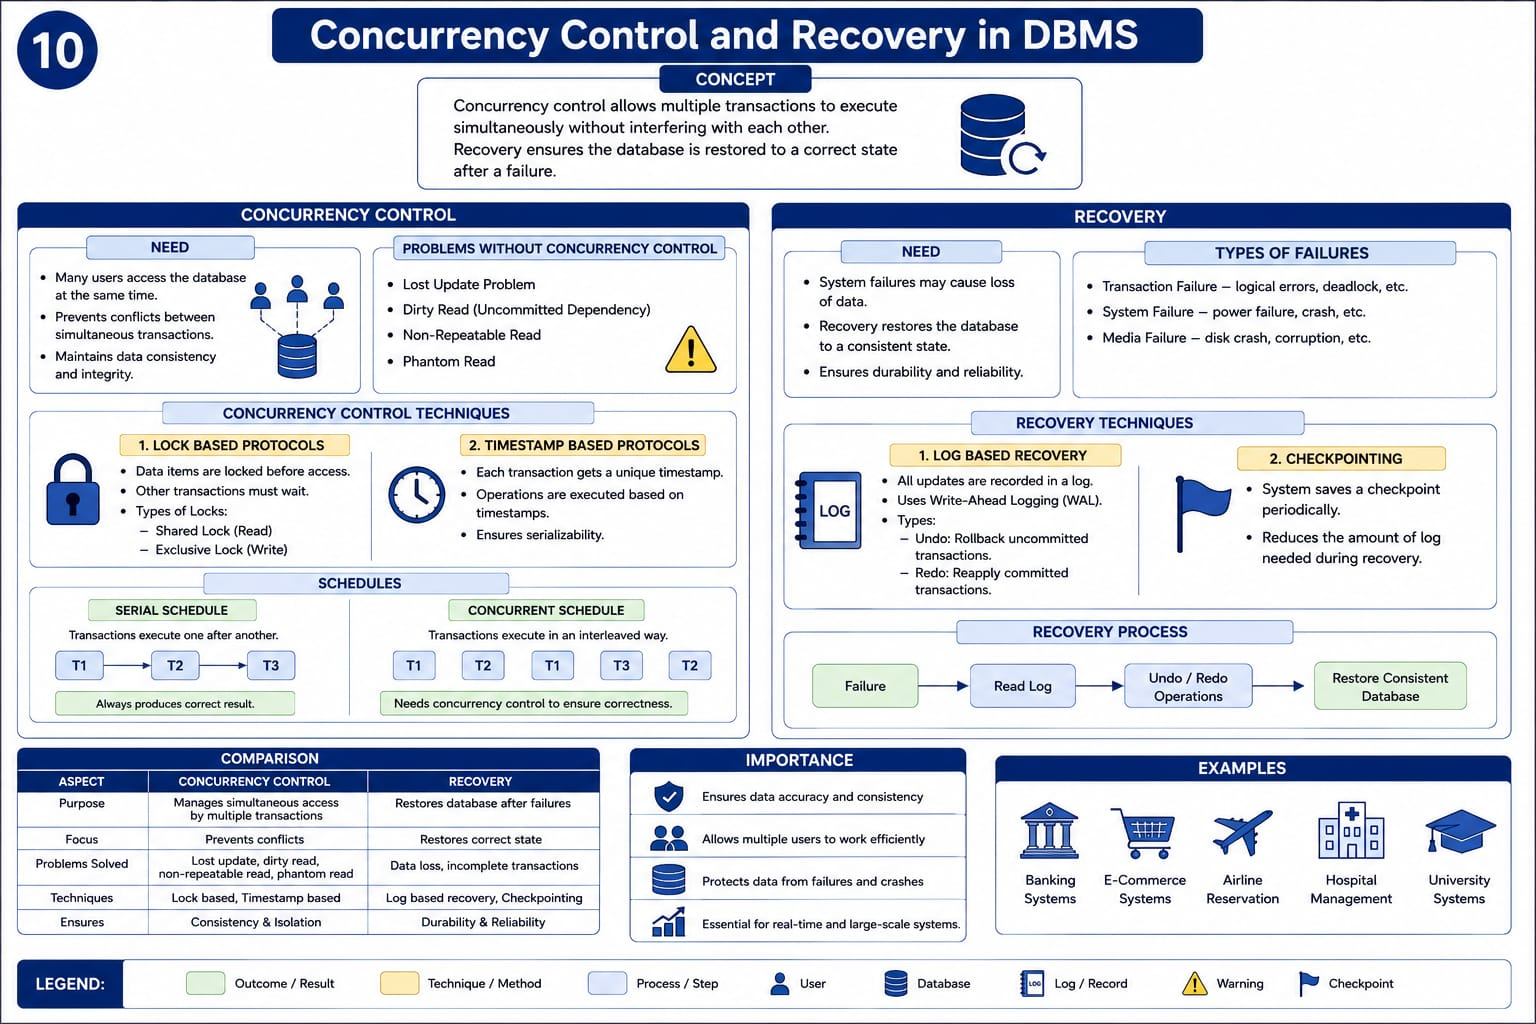 10
Concurrency Control and Recovery in DBMS
CONCEPT
Concurrency control allows multiple transactions to execute
simultaneously without interfering with each other.
Recovery ensures the database is restored to a correct state
after a failure.
CONCURRENCY CONTROL
NEED
• Many users access the database
at the same time.
• Prevents conflicts between
simultaneous transactions.
• Maintains data consistency
and integrity.
PROBLEMS WITHOUT CONCURRENCY CONTROL
• Lost Update Problem
• Dirty Read (Uncommitted Dependency)
• Non-Repeatable Read
• Phantom Read
CONCURRENCY CONTROL TECHNIQUES
1. LOCK BASED PROTOCOLS
• Data items are locked before access.
• Other transactions must wait.
• Types of Locks:
– Shared Lock (Read)
– Exclusive Lock (Write)
2. TIMESTAMP BASED PROTOCOLS
• Each transaction gets a unique timestamp.
• Operations are executed based on
timestamps.
• Ensures serializability.
SCHEDULES
SERIAL SCHEDULE
Transactions execute one after another.
T1 T2 T3
Always produces correct result.
CONCURRENT SCHEDULE
Transactions execute in an interleaved way.
T1 T2 T1 T3 T2
Needs concurrency control to ensure correctness.
RECOVERY
NEED
• System failures may cause loss
of data.
• Recovery restores the database
to a consistent state.
• Ensures durability and reliability.
TYPES OF FAILURES
• Transaction Failure – logical errors, deadlock, etc.
• System Failure – power failure, crash, etc.
• Media Failure – disk crash, corruption, etc.
RECOVERY TECHNIQUES
LOG
1. LOG BASED RECOVERY
• All updates are recorded in a log.
• Uses Write-Ahead Logging (WAL).
• Types:
– Undo: Rollback uncommitted
transactions.
– Redo: Reapply committed
transactions.
2. CHECKPOINTING
• System saves a checkpoint
periodically.
• Reduces the amount of log
needed during recovery.
RECOVERY PROCESS
Failure
Read Log
Undo / Redo
Operations
Restore Consistent
Database
COMPARISON
ASPECT CONCURRENCY CONTROL RECOVERY
Purpose
Manages simultaneous access
by multiple transactions
Restores database after failures
Focus Prevents conflicts Restores correct state
Problems Solved
Lost update, dirty read,
non-repeatable read, phantom read
Data loss, incomplete transactions
Techniques Lock based, Timestamp based Log based recovery, Checkpointing
Ensures Consistency & Isolation Durability & Reliability
IMPORTANCE
Ensures data accuracy and consistency
Allows multiple users to work efficiently
Protects data from failures and crashes
Essential for real-time and large-scale systems.
EXAMPLES
Banking
Systems
E-Commerce
Systems
Airline
Reservation
Hospital
Management
University
Systems
LEGEND:
Outcome / Result
Technique / Method
Process / Step
User
Database
LOG
Log / Record
Warning
Checkpoint